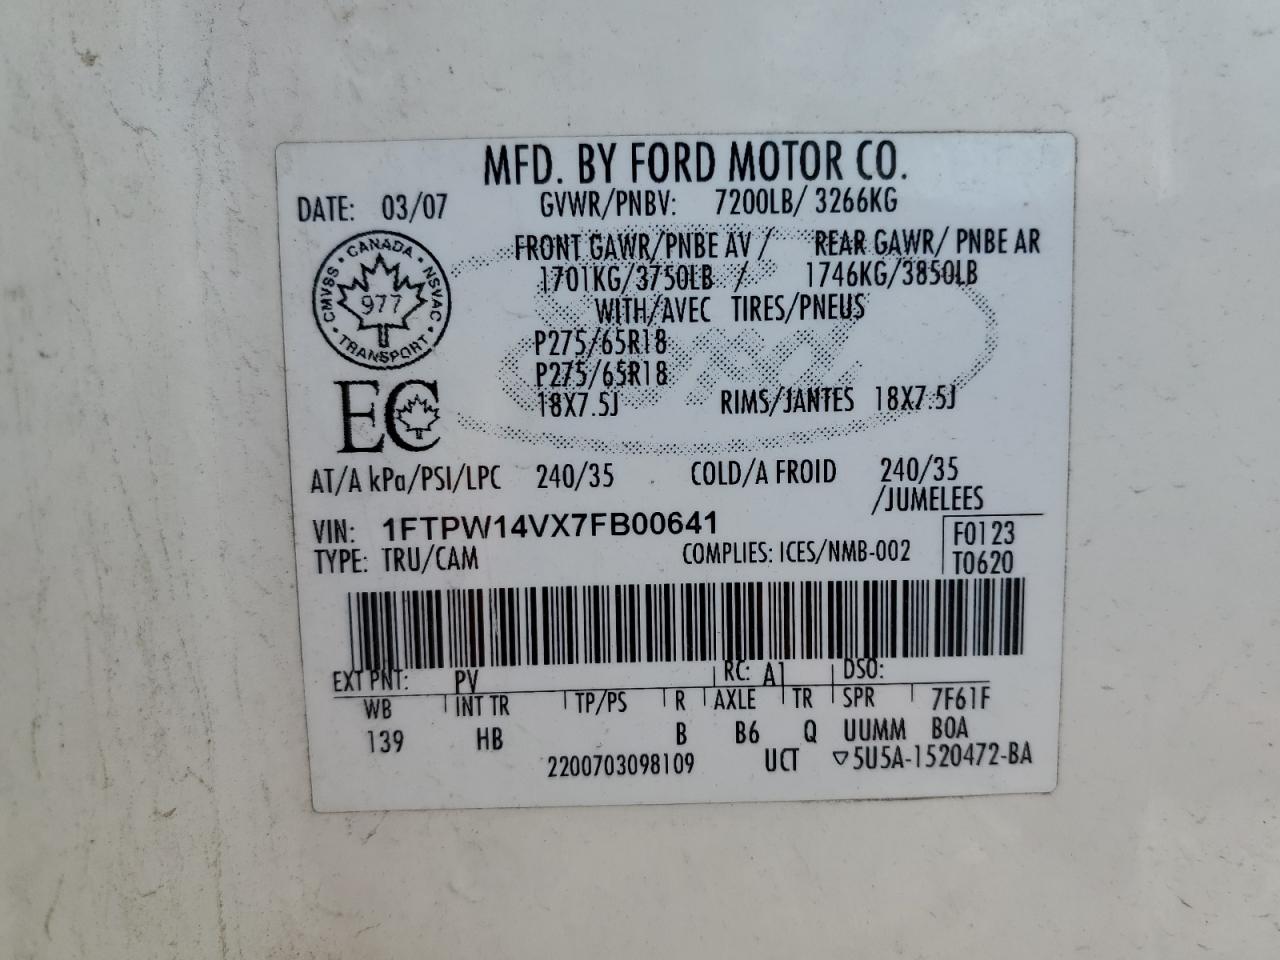 MFD. BY FORD MOTOR CO.
DATE: 03/07 GVWR/PNBV: 7200LB/ 3266KG
FRONT GAWR/PNBE AV / REAR GAWR/ PNBE AR
1701KG/3750LB / 1746KG/3850LB
WITH/AVEC TIRES/PNEUS
P275/65R18
P275/65R18
18X7.5J RIMS/JANTES 18X7.5J
CMVSS • CANADA • NSVAC • TRANSPORT •
977
EC
AT/A kPa/PSI/LPC 240/35 COLD/A FROID 240/35
/JUMELEES
VIN: 1FTPW14VX7FB00641
F0123
TYPE: TRU/CAM COMPLIES: ICES/NMB-002
T0620
EXT PNT: PV RC: A1 DSO:
WB INT TR TP/PS R AXLE TR SPR 7F61F
139 HB B B6 Q UUMM B0A
2200703098109 UCT ▽5U5A-1520472-BA